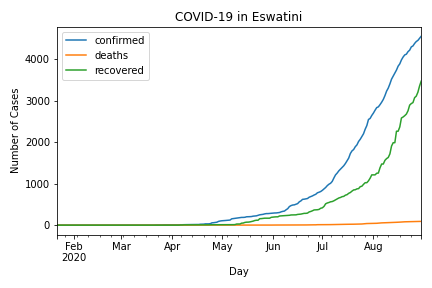 COVID-19 in Eswatini
confirmed
deaths
recovered
Number of Cases
4000
3000
2000
1000
0
Feb Mar Apr May Jun Jul Aug
2020
Day